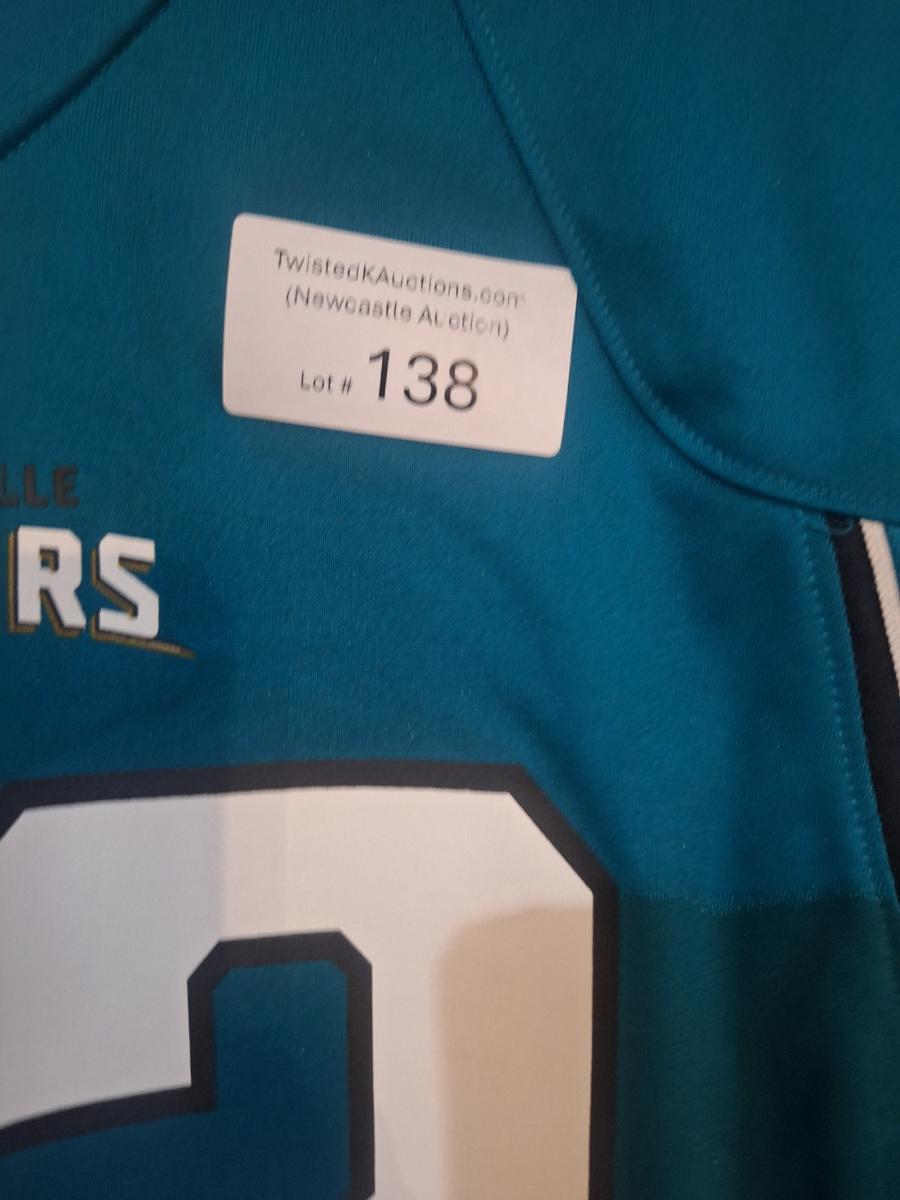 TwistedKAuctions.com
(Newcastle Auction)
Lot # 138
LLE
RS